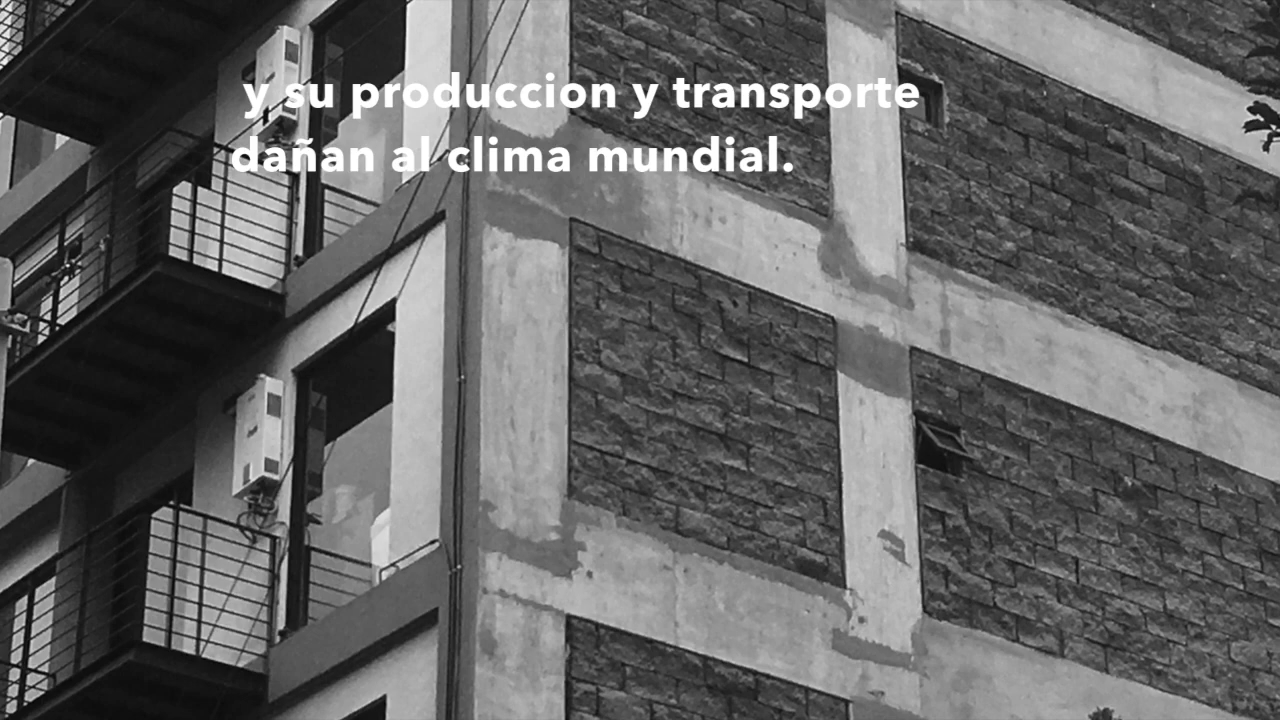 y su produccion y transporte
dañan al clima mundial.